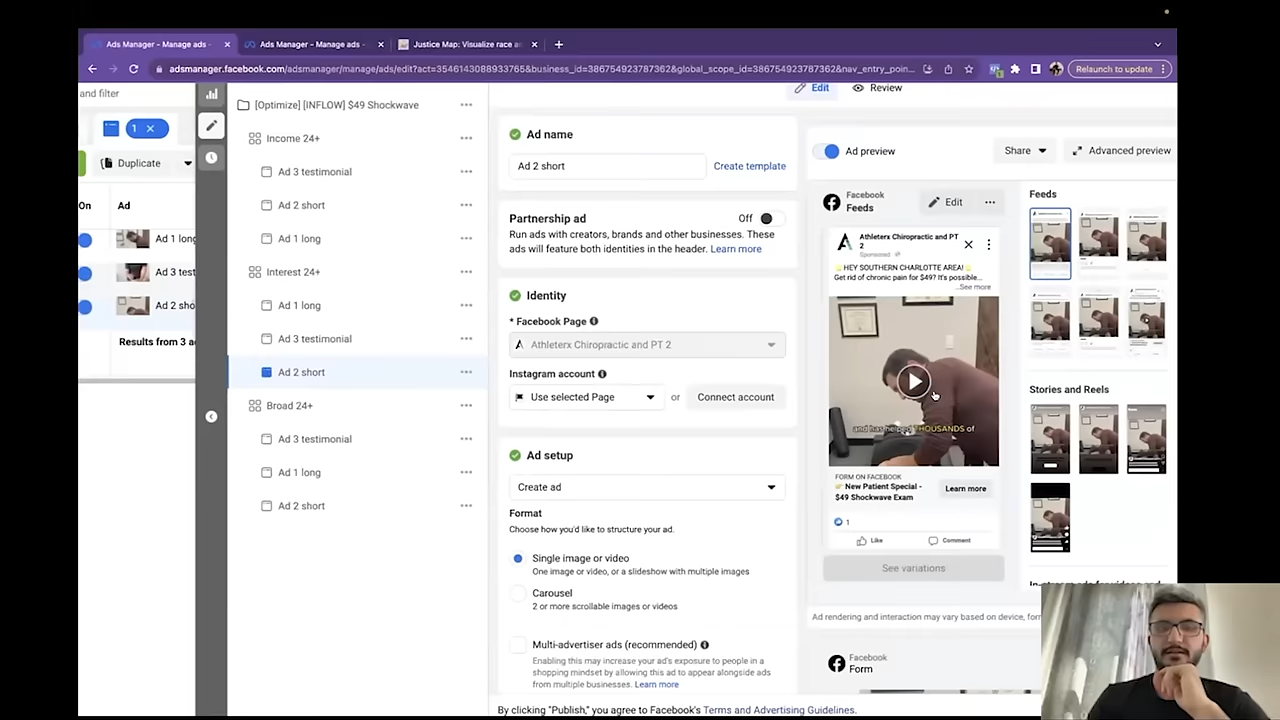 Ads Manager - Manage ads -
Ads Manager - Manage ads -
Justice Map: Visualize race a
adsmanager.facebook.com/adsmanager/manage/ads/edit?act=3546143088933765&business_id=386754923787362&global_scope_id=386754923787362&nav_entry_poin...
Relaunch to update
and filter
1
Duplicate
On
Ad
Ad 1 long
Ad 3 test
Ad 2 sho
Results from 3 a
[Optimize] [INFLOW] $49 Shockwave
Income 24+
Ad 3 testimonial
Ad 2 short
Ad 1 long
Interest 24+
Ad 1 long
Ad 3 testimonial
Ad 2 short
Broad 24+
Ad 3 testimonial
Ad 1 long
Ad 2 short
Edit
Review
Ad name
Ad 2 short
Create template
Partnership ad
Off
Run ads with creators, brands and other businesses. These
ads will feature both identities in the header. Learn more
Identity
* Facebook Page
Athleterx Chiropractic and PT 2
Instagram account
Use selected Page
or
Connect account
Ad setup
Create ad
Format
Choose how you'd like to structure your ad.
Single image or video
One image or video, or a slideshow with multiple images
Carousel
2 or more scrollable images or videos
Multi-advertiser ads (recommended)
Enabling this may increase your ad's exposure to people in a
shopping mindset by allowing this ad to appear alongside ads
from multiple businesses. Learn more
By clicking "Publish," you agree to Facebook's Terms and Advertising Guidelines.
Ad preview
Share
Advanced preview
Facebook
Feeds
Edit
Athleterx Chiropractic and PT
2
Sponsored
HEY SOUTHERN CHARLOTTE AREA!
Get rid of chronic pain for $49? It's possible...
...See more
and has helped THOUSANDS of
FORM ON FACEBOOK
New Patient Special -
$49 Shockwave Exam
Learn more
1
Like
Comment
See variations
Ad rendering and interaction may vary based on device, form
Facebook
Form
Feeds
Stories and Reels